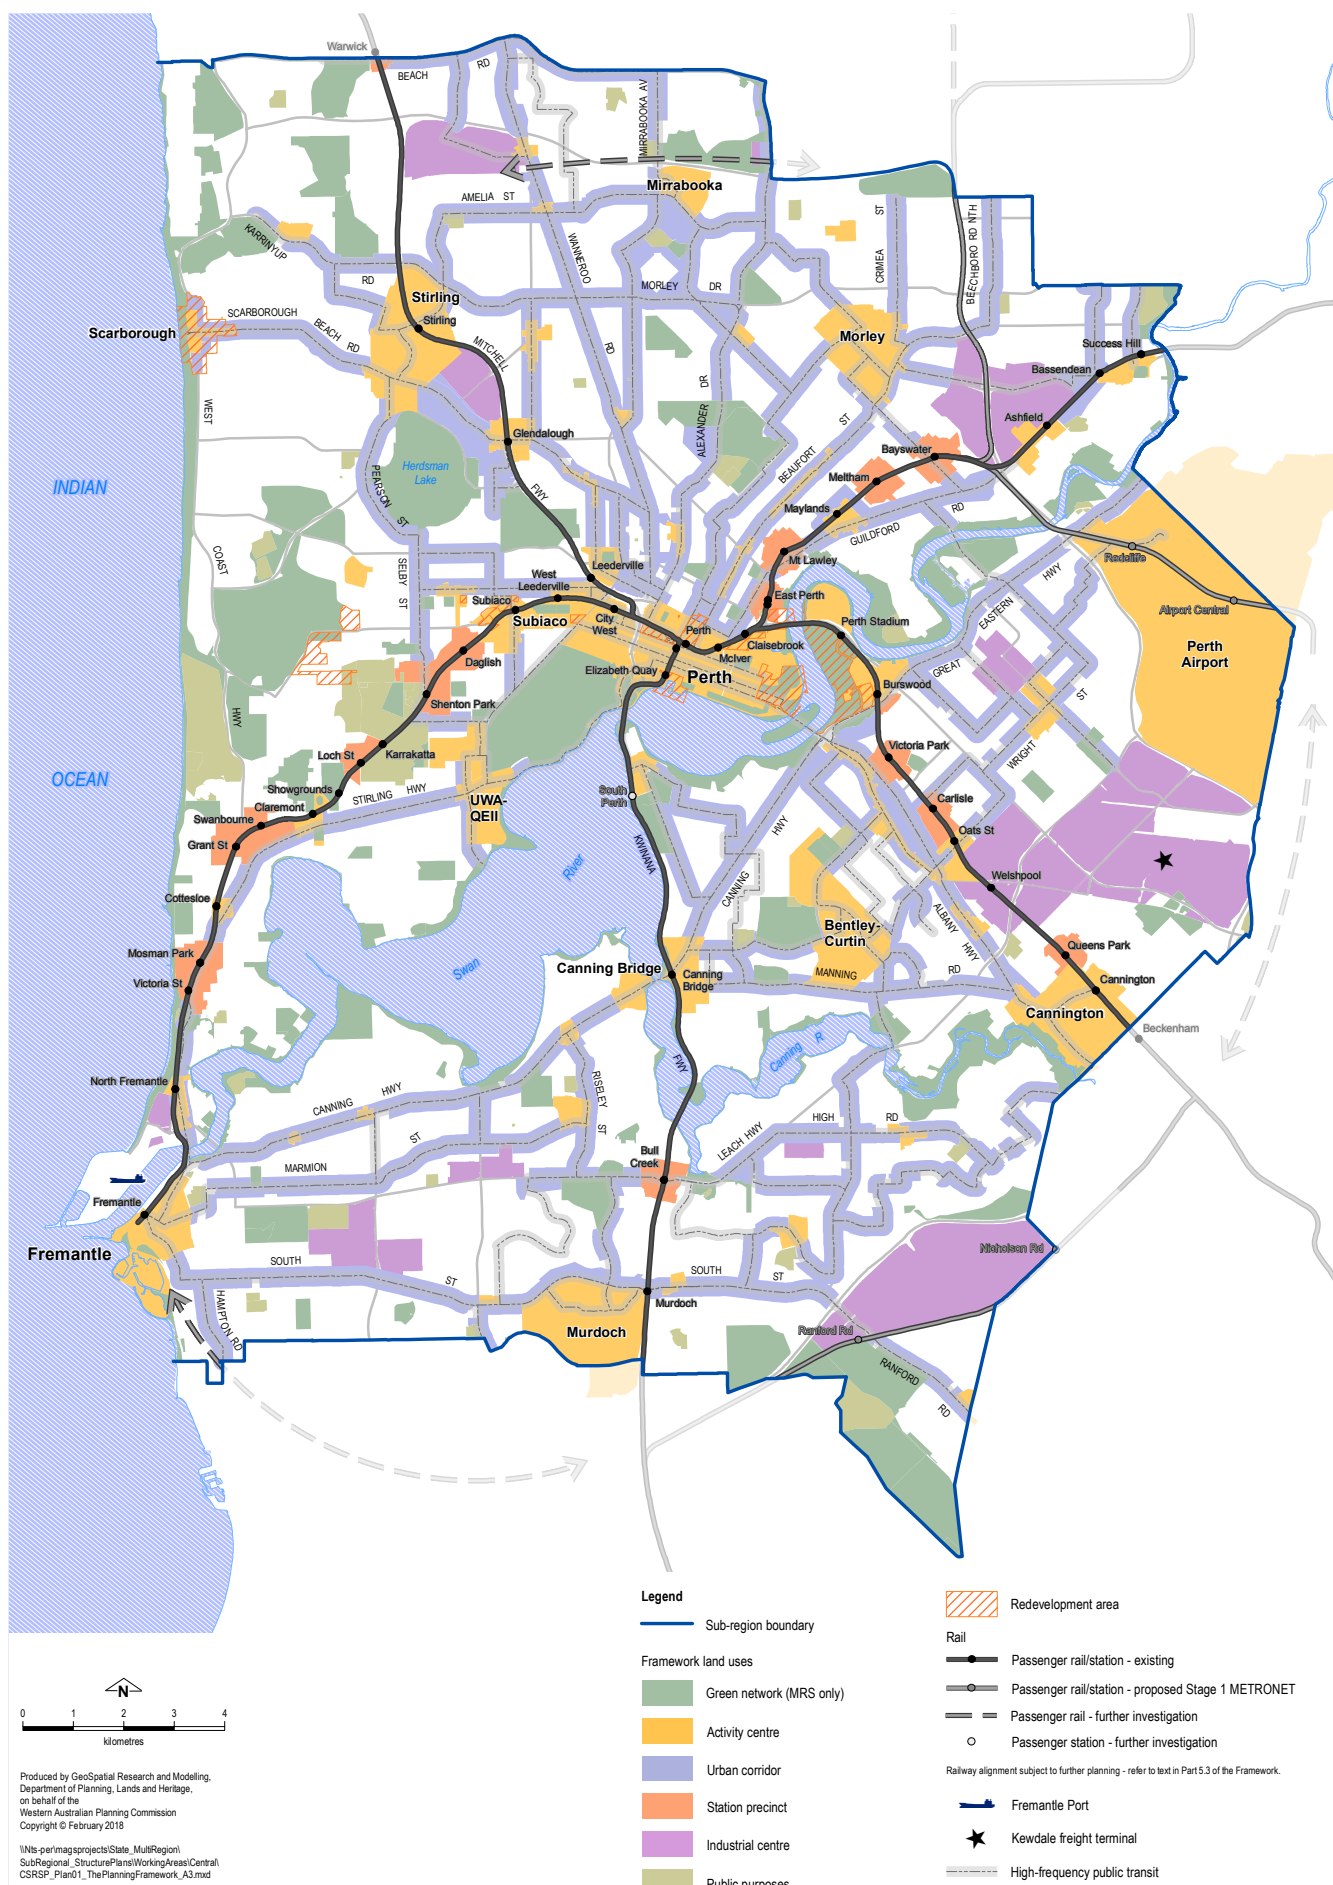 Warwick
BEACH
RD
MIRRABOOKA AV
Mirrabooka
AMELIA ST
ST
CRIMEA
BEECHBORO RD NTH
KARRINYUP
RD
WANNEROO
RD
MORLEY DR
Stirling
Stirling
Scarborough
SCARBOROUGH
BEACH
RD
MITCHELL
FWY
Morley
Success Hill
Bassendean
Ashfield
WEST
COAST
HWY
ALEXANDER DR
BEAUFORT
ST
Glendalough
Herdsman
Lake
PEARSON
ST
Bayswater
Meltham
Maylands
GUILDFORD
RD
INDIAN
OCEAN
SELBY
ST
Mt Lawley
Redcliffe
Airport Central
Perth
Airport
GREAT
EASTERN
HWY
Leederville
West
Leederville
Subiaco
Subiaco
City
West
East Perth
Perth
McIver
Claisebrook
Perth Stadium
Elizabeth Quay
Perth
Burswood
Daglish
Shenton Park
Karrakatta
Loch St
Showgrounds
Claremont
Swanbourne
Grant St
STIRLING HWY
UWA-
QEII
South
Perth
Victoria Park
Carlisle
Oats St
Welshpool
WRIGHT
ST
River
Swan
KWINANA
FWY
CANNING
HWY
Cottesloe
Mosman Park
Victoria St
Bentley-
Curtin
ALBANY
HWY
Queens Park
Cannington
Cannington
Beckenham
Canning Bridge
Canning
Bridge
MANNING
RD
Canning R.
North Fremantle
CANNING
HWY
RISELEY
ST
MARMION
ST
Bull
Creek
LEACH HWY
HIGH
RD
Fremantle
Fremantle
SOUTH
ST
HAMPTON RD
Murdoch
Murdoch
SOUTH
ST
Nicholson Rd
Ranford Rd
RANFORD
RD
Legend
Sub-region boundary
Framework land uses
Green network (MRS only)
Activity centre
Urban corridor
Station precinct
Industrial centre
Public purposes
Redevelopment area
Rail
Passenger rail/station - existing
Passenger rail/station - proposed Stage 1 METRONET
Passenger rail - further investigation
Passenger station - further investigation
Railway alignment subject to further planning - refer to text in Part 5.3 of the Framework.
Fremantle Port
Kewdale freight terminal
High-frequency public transit
N
0 1 2 3 4
kilometres
Produced by GeoSpatial Research and Modelling,
Department of Planning, Lands and Heritage,
on behalf of the
Western Australian Planning Commission
Copyright © February 2018
\\Nts-per\magsprojects\State_MultiRegion\
SubRegional_StructurePlans\WorkingAreas\Central\
CSRSP_Plan01_ThePlanningFramework_A3.mxd